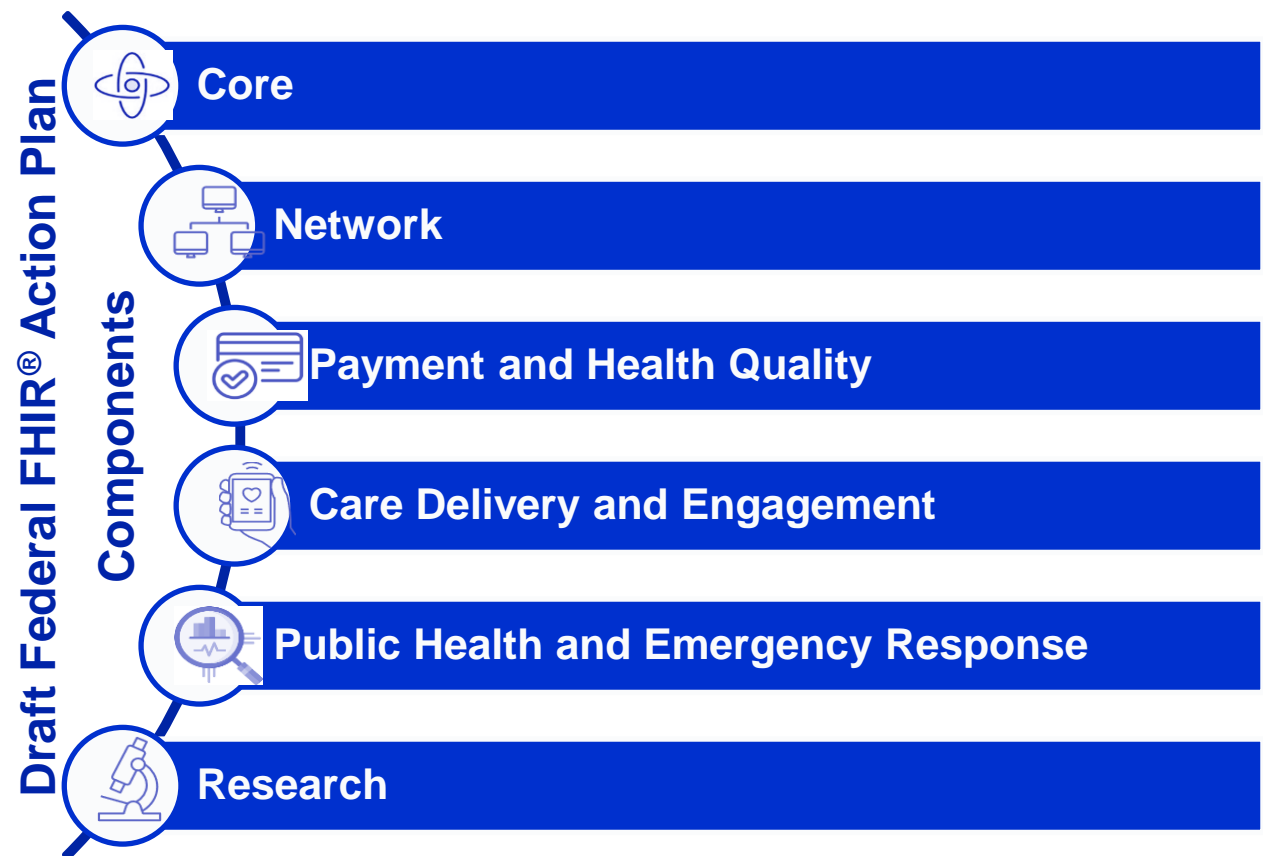 Draft Federal FHIR® Action Plan
Components
Core
Network
Payment and Health Quality
Care Delivery and Engagement
Public Health and Emergency Response
Research